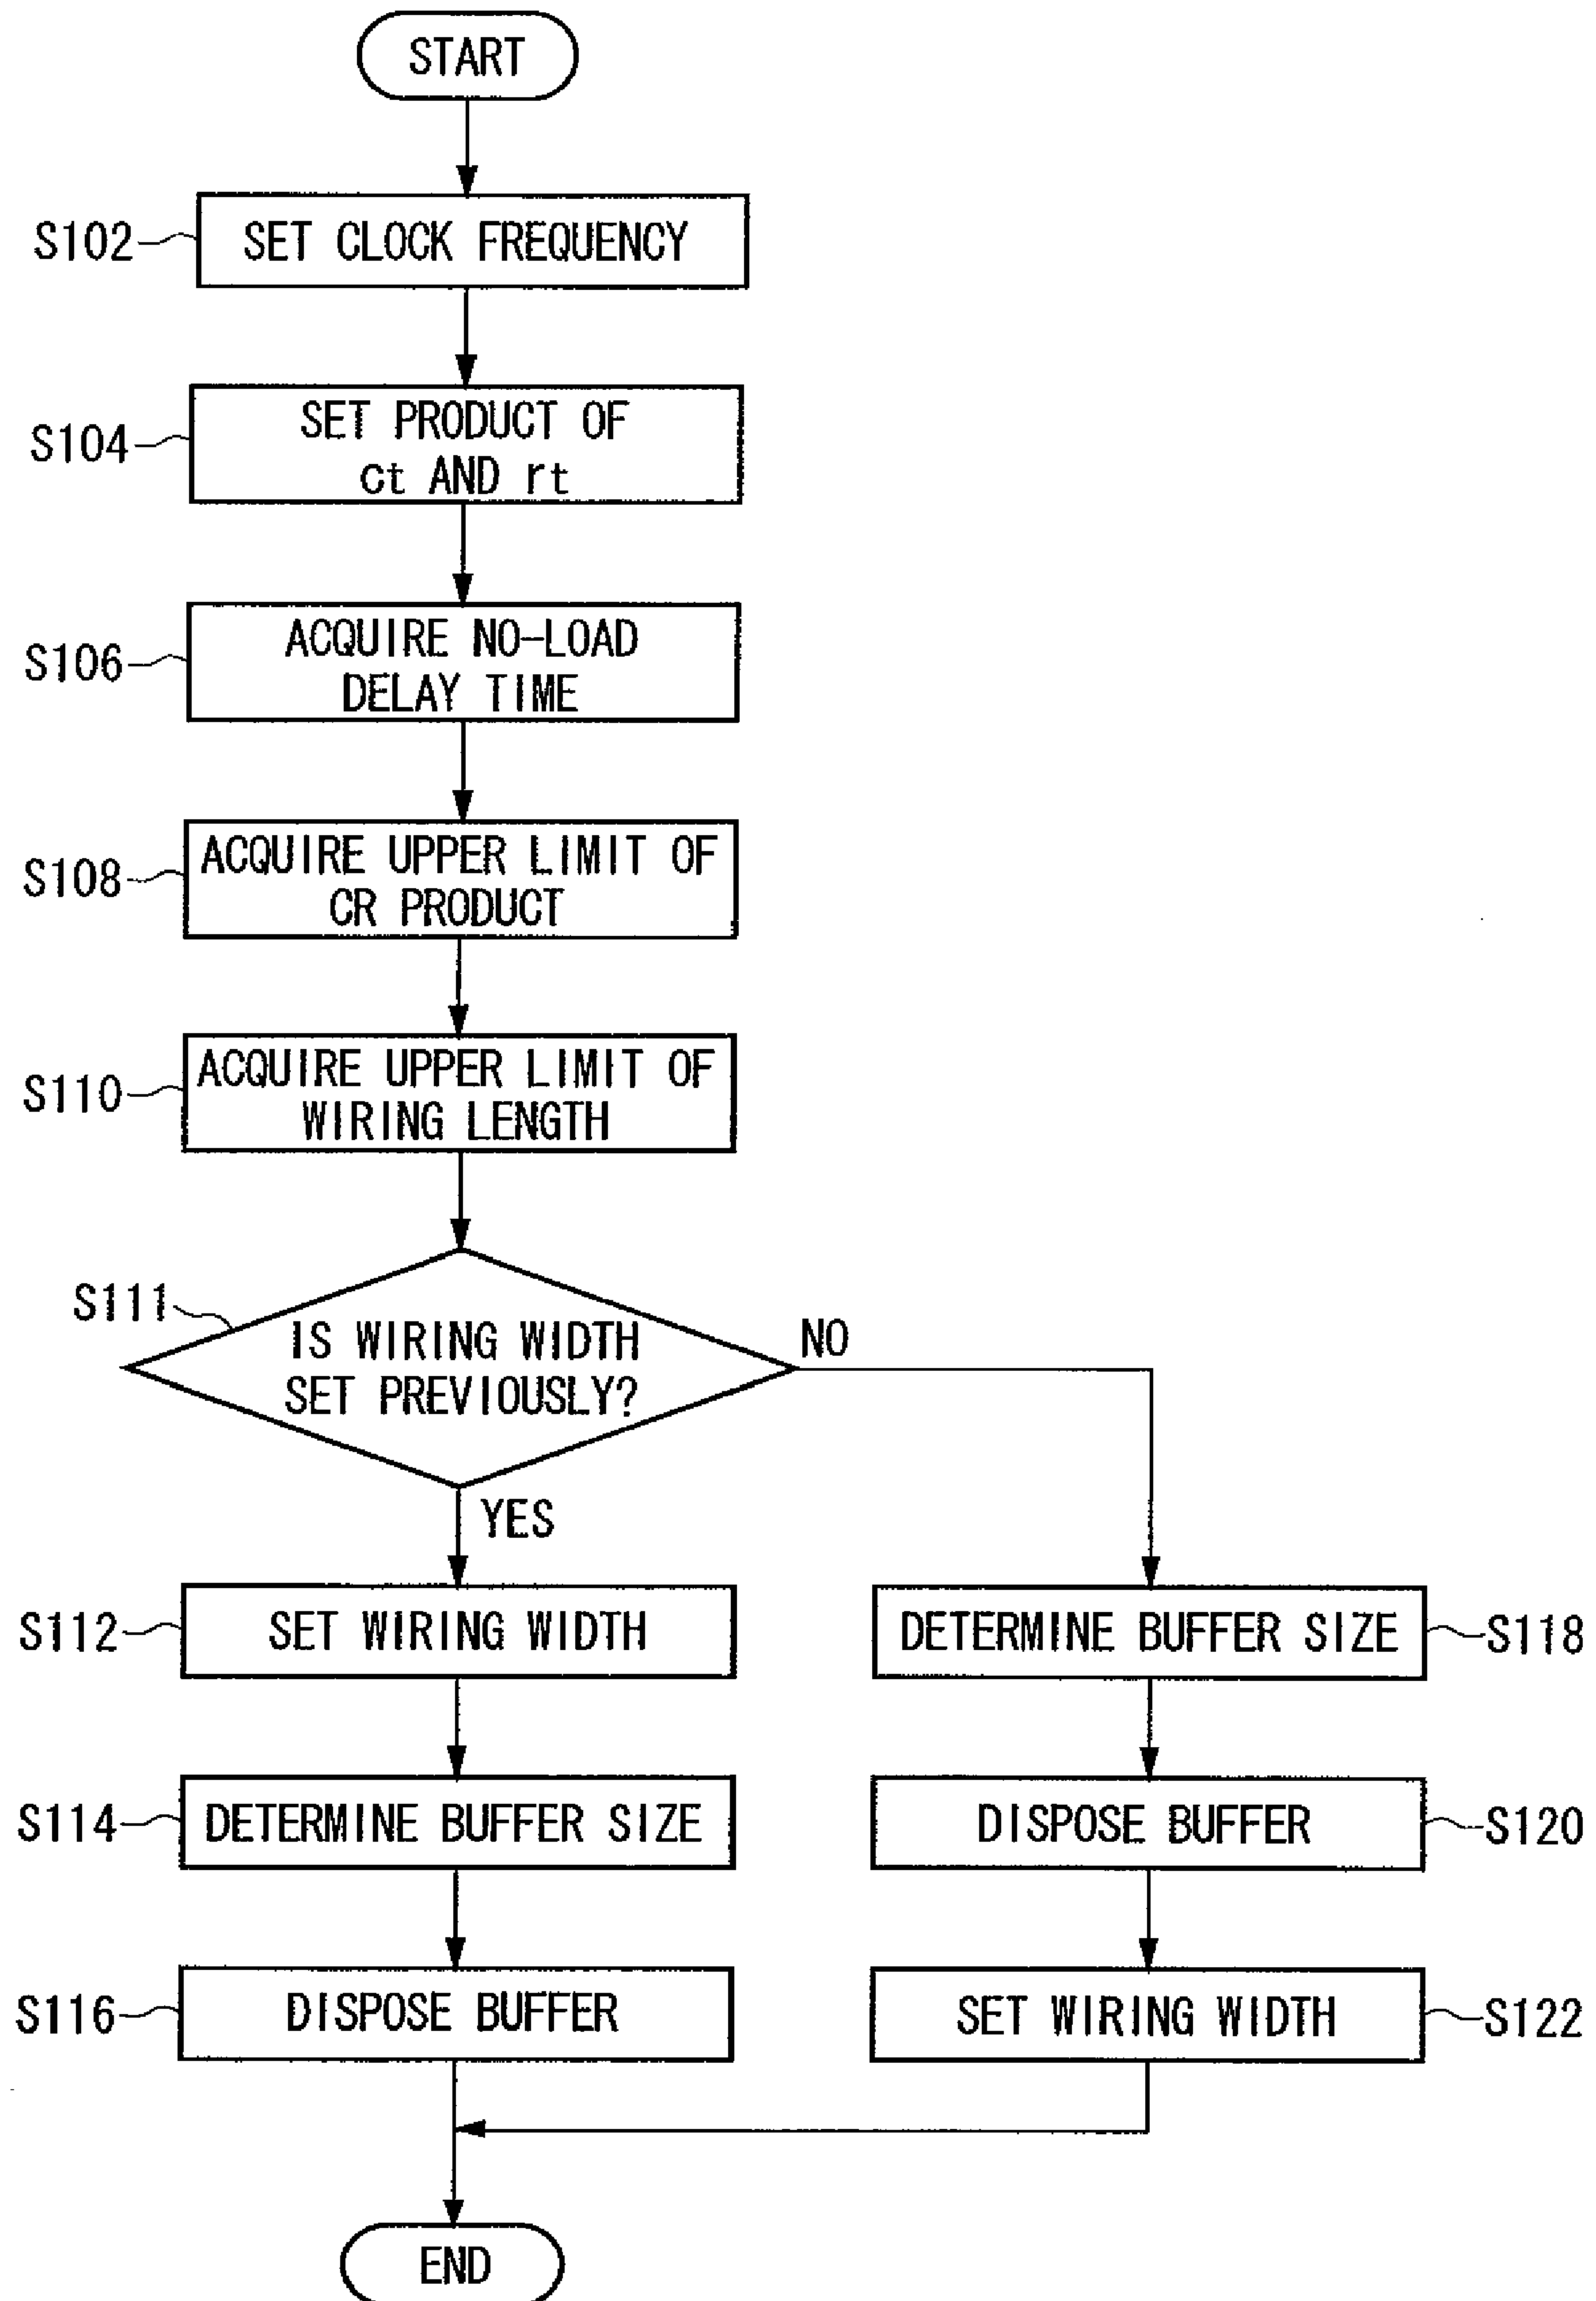 START
S102
SET CLOCK FREQUENCY
S104
SET PRODUCT OF
ct AND rt
S106
ACQUIRE NO-LOAD
DELAY TIME
S108
ACQUIRE UPPER LIMIT OF
CR PRODUCT
S110
ACQUIRE UPPER LIMIT OF
WIRING LENGTH
S111
IS WIRING WIDTH
SET PREVIOUSLY?
NO
YES
S112
SET WIRING WIDTH
DETERMINE BUFFER SIZE
S118
S114
DETERMINE BUFFER SIZE
DISPOSE BUFFER
S120
S116
DISPOSE BUFFER
SET WIRING WIDTH
S122
END